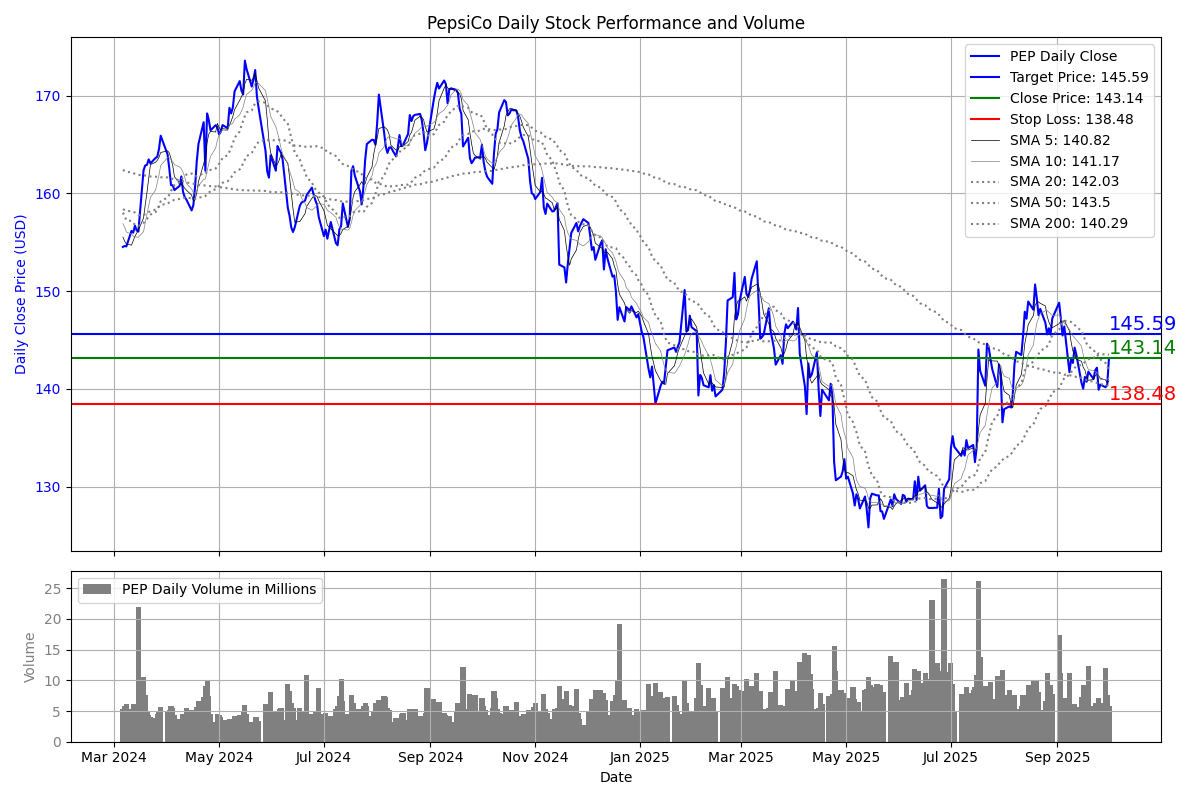 PepsiCo Daily Stock Performance and Volume
PEP Daily Close
Target Price: 145.59
Close Price: 143.14
Stop Loss: 138.48
SMA 5: 140.82
SMA 10: 141.17
SMA 20: 142.03
SMA 50: 143.5
SMA 200: 140.29
Daily Close Price (USD)
170
160
150
140
130
145.59
143.14
138.48
PEP Daily Volume in Millions
Volume
25
20
15
10
5
0
Mar 2024
May 2024
Jul 2024
Sep 2024
Nov 2024
Jan 2025
Mar 2025
May 2025
Jul 2025
Sep 2025
Date